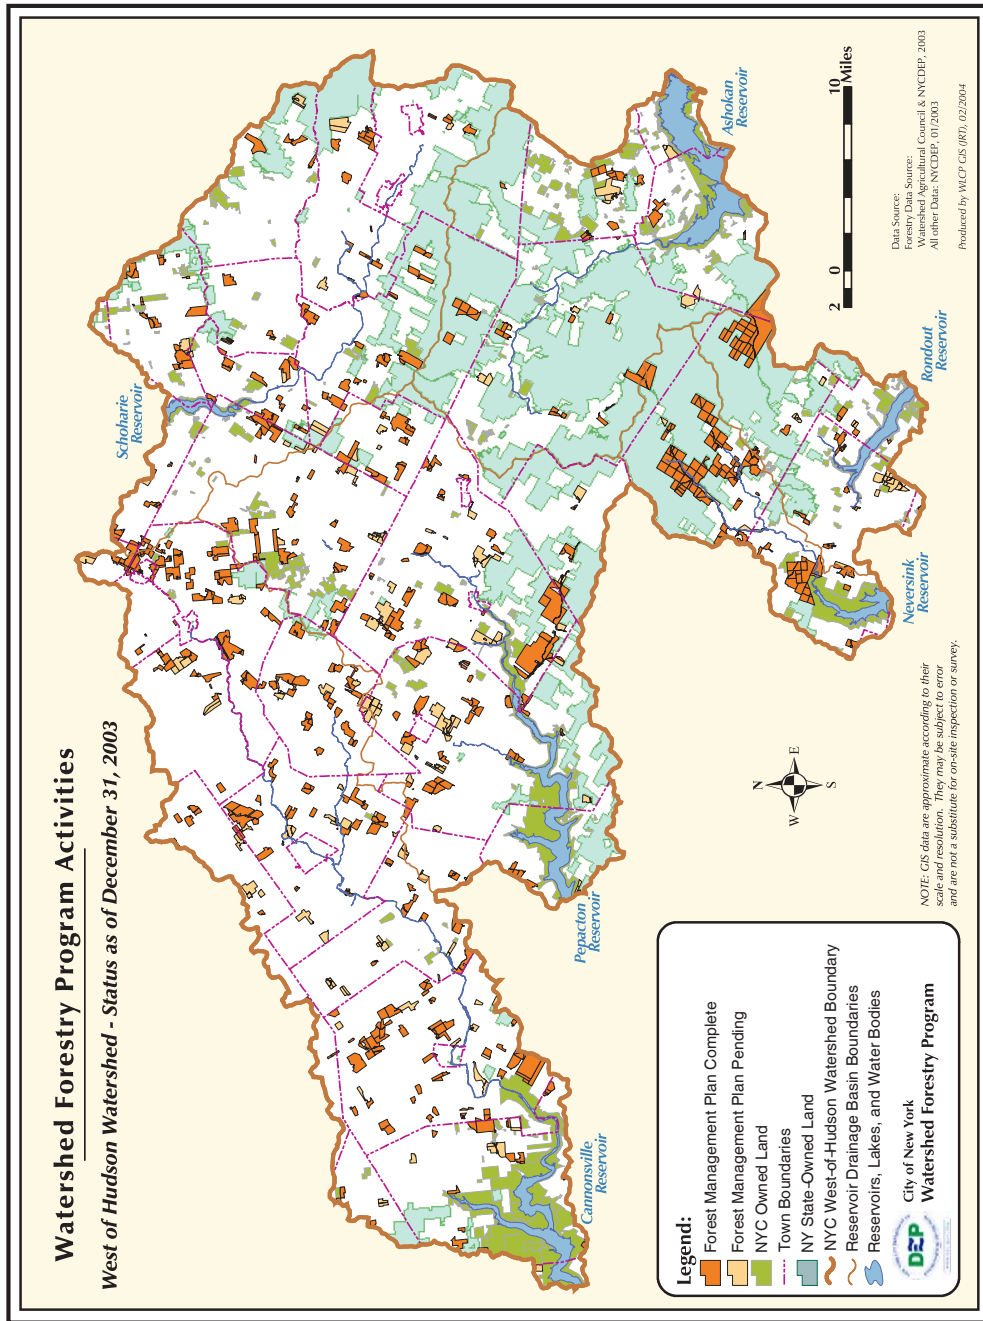 Watershed Forestry Program Activities
West of Hudson Watershed - Status as of December 31, 2003
Schoharie
Reservoir
Ashokan
Reservoir
Rondout
Reservoir
Neversink
Reservoir
Pepacton
Reservoir
Cannonsville
Reservoir
N
W
E
S
2
0
10
Miles
Data Source:
Forestry Data Source:
Watershed Agricultural Council & NYCDEP, 2003
All other Data: NYCDEP, 01/2003
Produced by WLCP GIS (JRT), 02/2004
NOTE: GIS data are approximate according to their
scale and resolution. They may be subject to error
and are not a substitute for on-site inspection or survey.
Legend:
Forest Management Plan Complete
Forest Management Plan Pending
NYC Owned Land
Town Boundaries
NY State-Owned Land
NYC West-of-Hudson Watershed Boundary
Reservoir Drainage Basin Boundaries
Reservoirs, Lakes, and Water Bodies
DEP
City of New York
Watershed Forestry Program